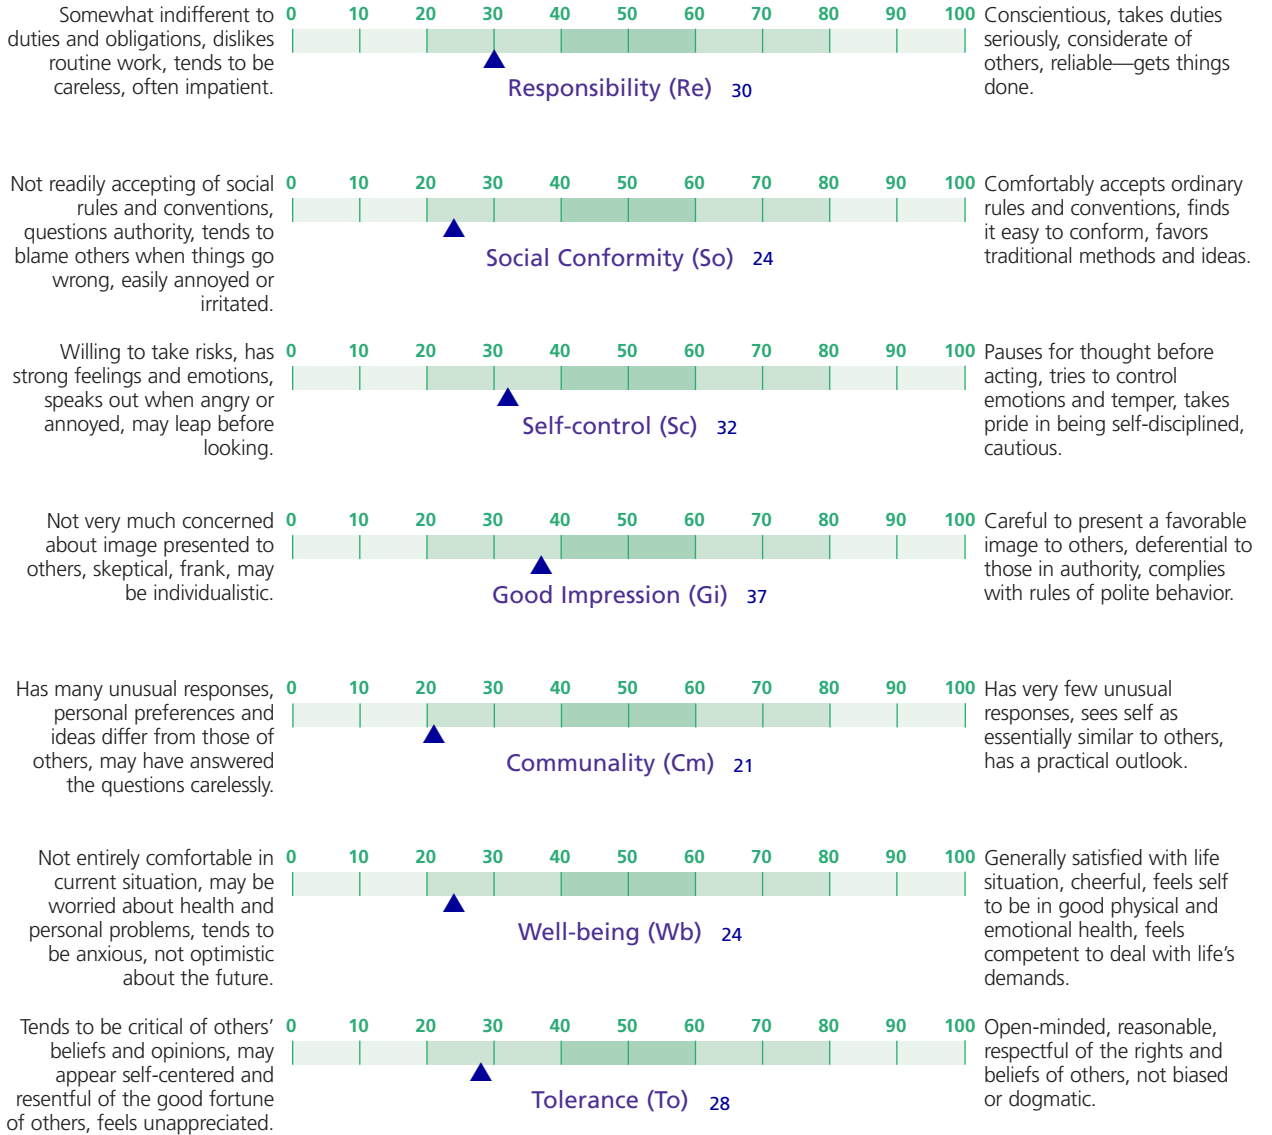 Somewhat indifferent to
duties and obligations, dislikes
routine work, tends to be
careless, often impatient.
0 10 20 30 40 50 60 70 80 90 100
Responsibility (Re) 30
Conscientious, takes duties
seriously, considerate of
others, reliable—gets things
done.
Not readily accepting of social
rules and conventions,
questions authority, tends to
blame others when things go
wrong, easily annoyed or
irritated.
0 10 20 30 40 50 60 70 80 90 100
Social Conformity (So) 24
Comfortably accepts ordinary
rules and conventions, finds
it easy to conform, favors
traditional methods and ideas.
Willing to take risks, has
strong feelings and emotions,
speaks out when angry or
annoyed, may leap before
looking.
0 10 20 30 40 50 60 70 80 90 100
Self-control (Sc) 32
Pauses for thought before
acting, tries to control
emotions and temper, takes
pride in being self-disciplined,
cautious.
Not very much concerned
about image presented to
others, skeptical, frank, may
be individualistic.
0 10 20 30 40 50 60 70 80 90 100
Good Impression (Gi) 37
Careful to present a favorable
image to others, deferential to
those in authority, complies
with rules of polite behavior.
Has many unusual responses,
personal preferences and
ideas differ from those of
others, may have answered
the questions carelessly.
0 10 20 30 40 50 60 70 80 90 100
Communality (Cm) 21
Has very few unusual
responses, sees self as
essentially similar to others,
has a practical outlook.
Not entirely comfortable in
current situation, may be
worried about health and
personal problems, tends to
be anxious, not optimistic
about the future.
0 10 20 30 40 50 60 70 80 90 100
Well-being (Wb) 24
Generally satisfied with life
situation, cheerful, feels self
to be in good physical and
emotional health, feels
competent to deal with life’s
demands.
Tends to be critical of others’
beliefs and opinions, may
appear self-centered and
resentful of the good fortune
of others, feels unappreciated.
0 10 20 30 40 50 60 70 80 90 100
Tolerance (To) 28
Open-minded, reasonable,
respectful of the rights and
beliefs of others, not biased
or dogmatic.